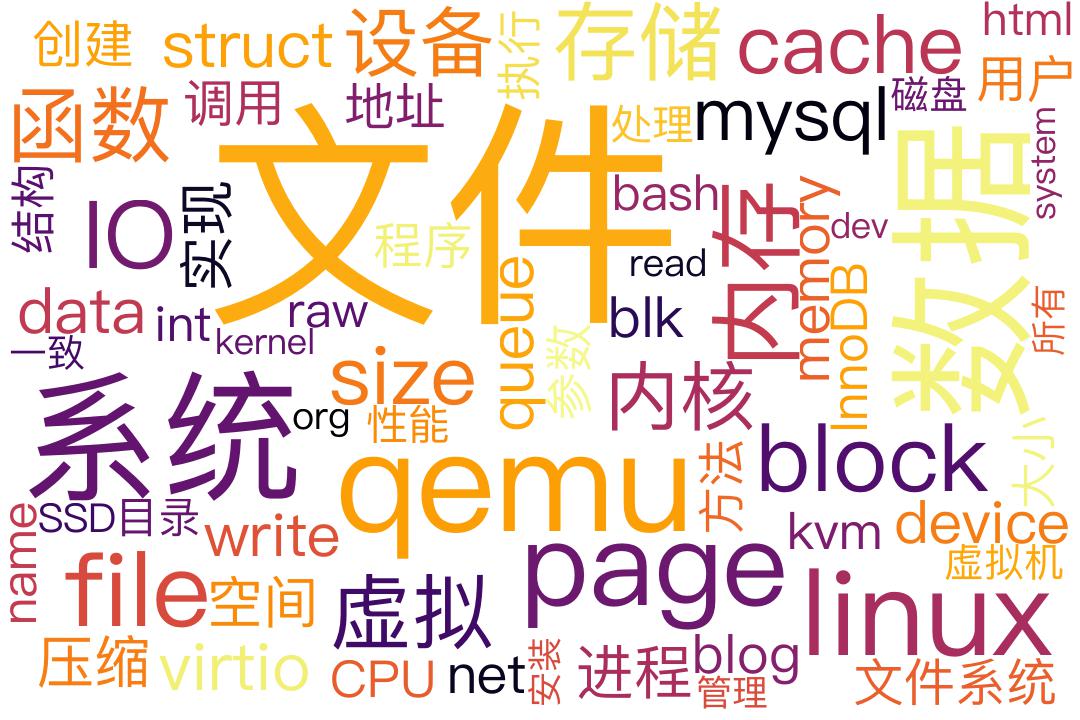 创建
struct
设备
执行
存储
cache
html
函数
调用
地址
文件
处理
mysql
磁盘
用户
结构
IO
实现
程序
bash
内存
memory
dev
数据
system
read
data
int
raw
kernel
queue
blk
InnoDB
所有
一致
size
参数
内核
系统
org
性能
qemu
方法
block
大小
name
SSD
目录
write
page
kvm
device
虚拟机
file
空间
虚拟
linux
压缩
virtio
CPU
net
安装
进程
blog
管理
文件系统